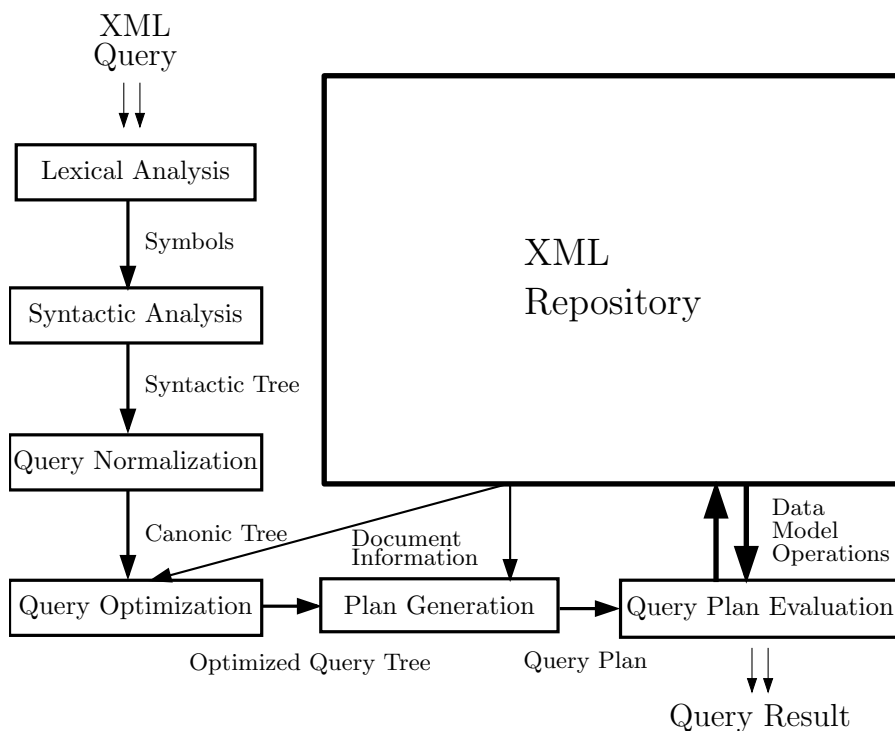 XML
Query
Lexical Analysis
Symbols
Syntactic Analysis
Syntactic Tree
Query Normalization
Canonic Tree
Query Optimization
XML
Repository
Document
Information
Data
Model
Operations
Plan Generation
Query Plan Evaluation
Optimized Query Tree
Query Plan
Query Result